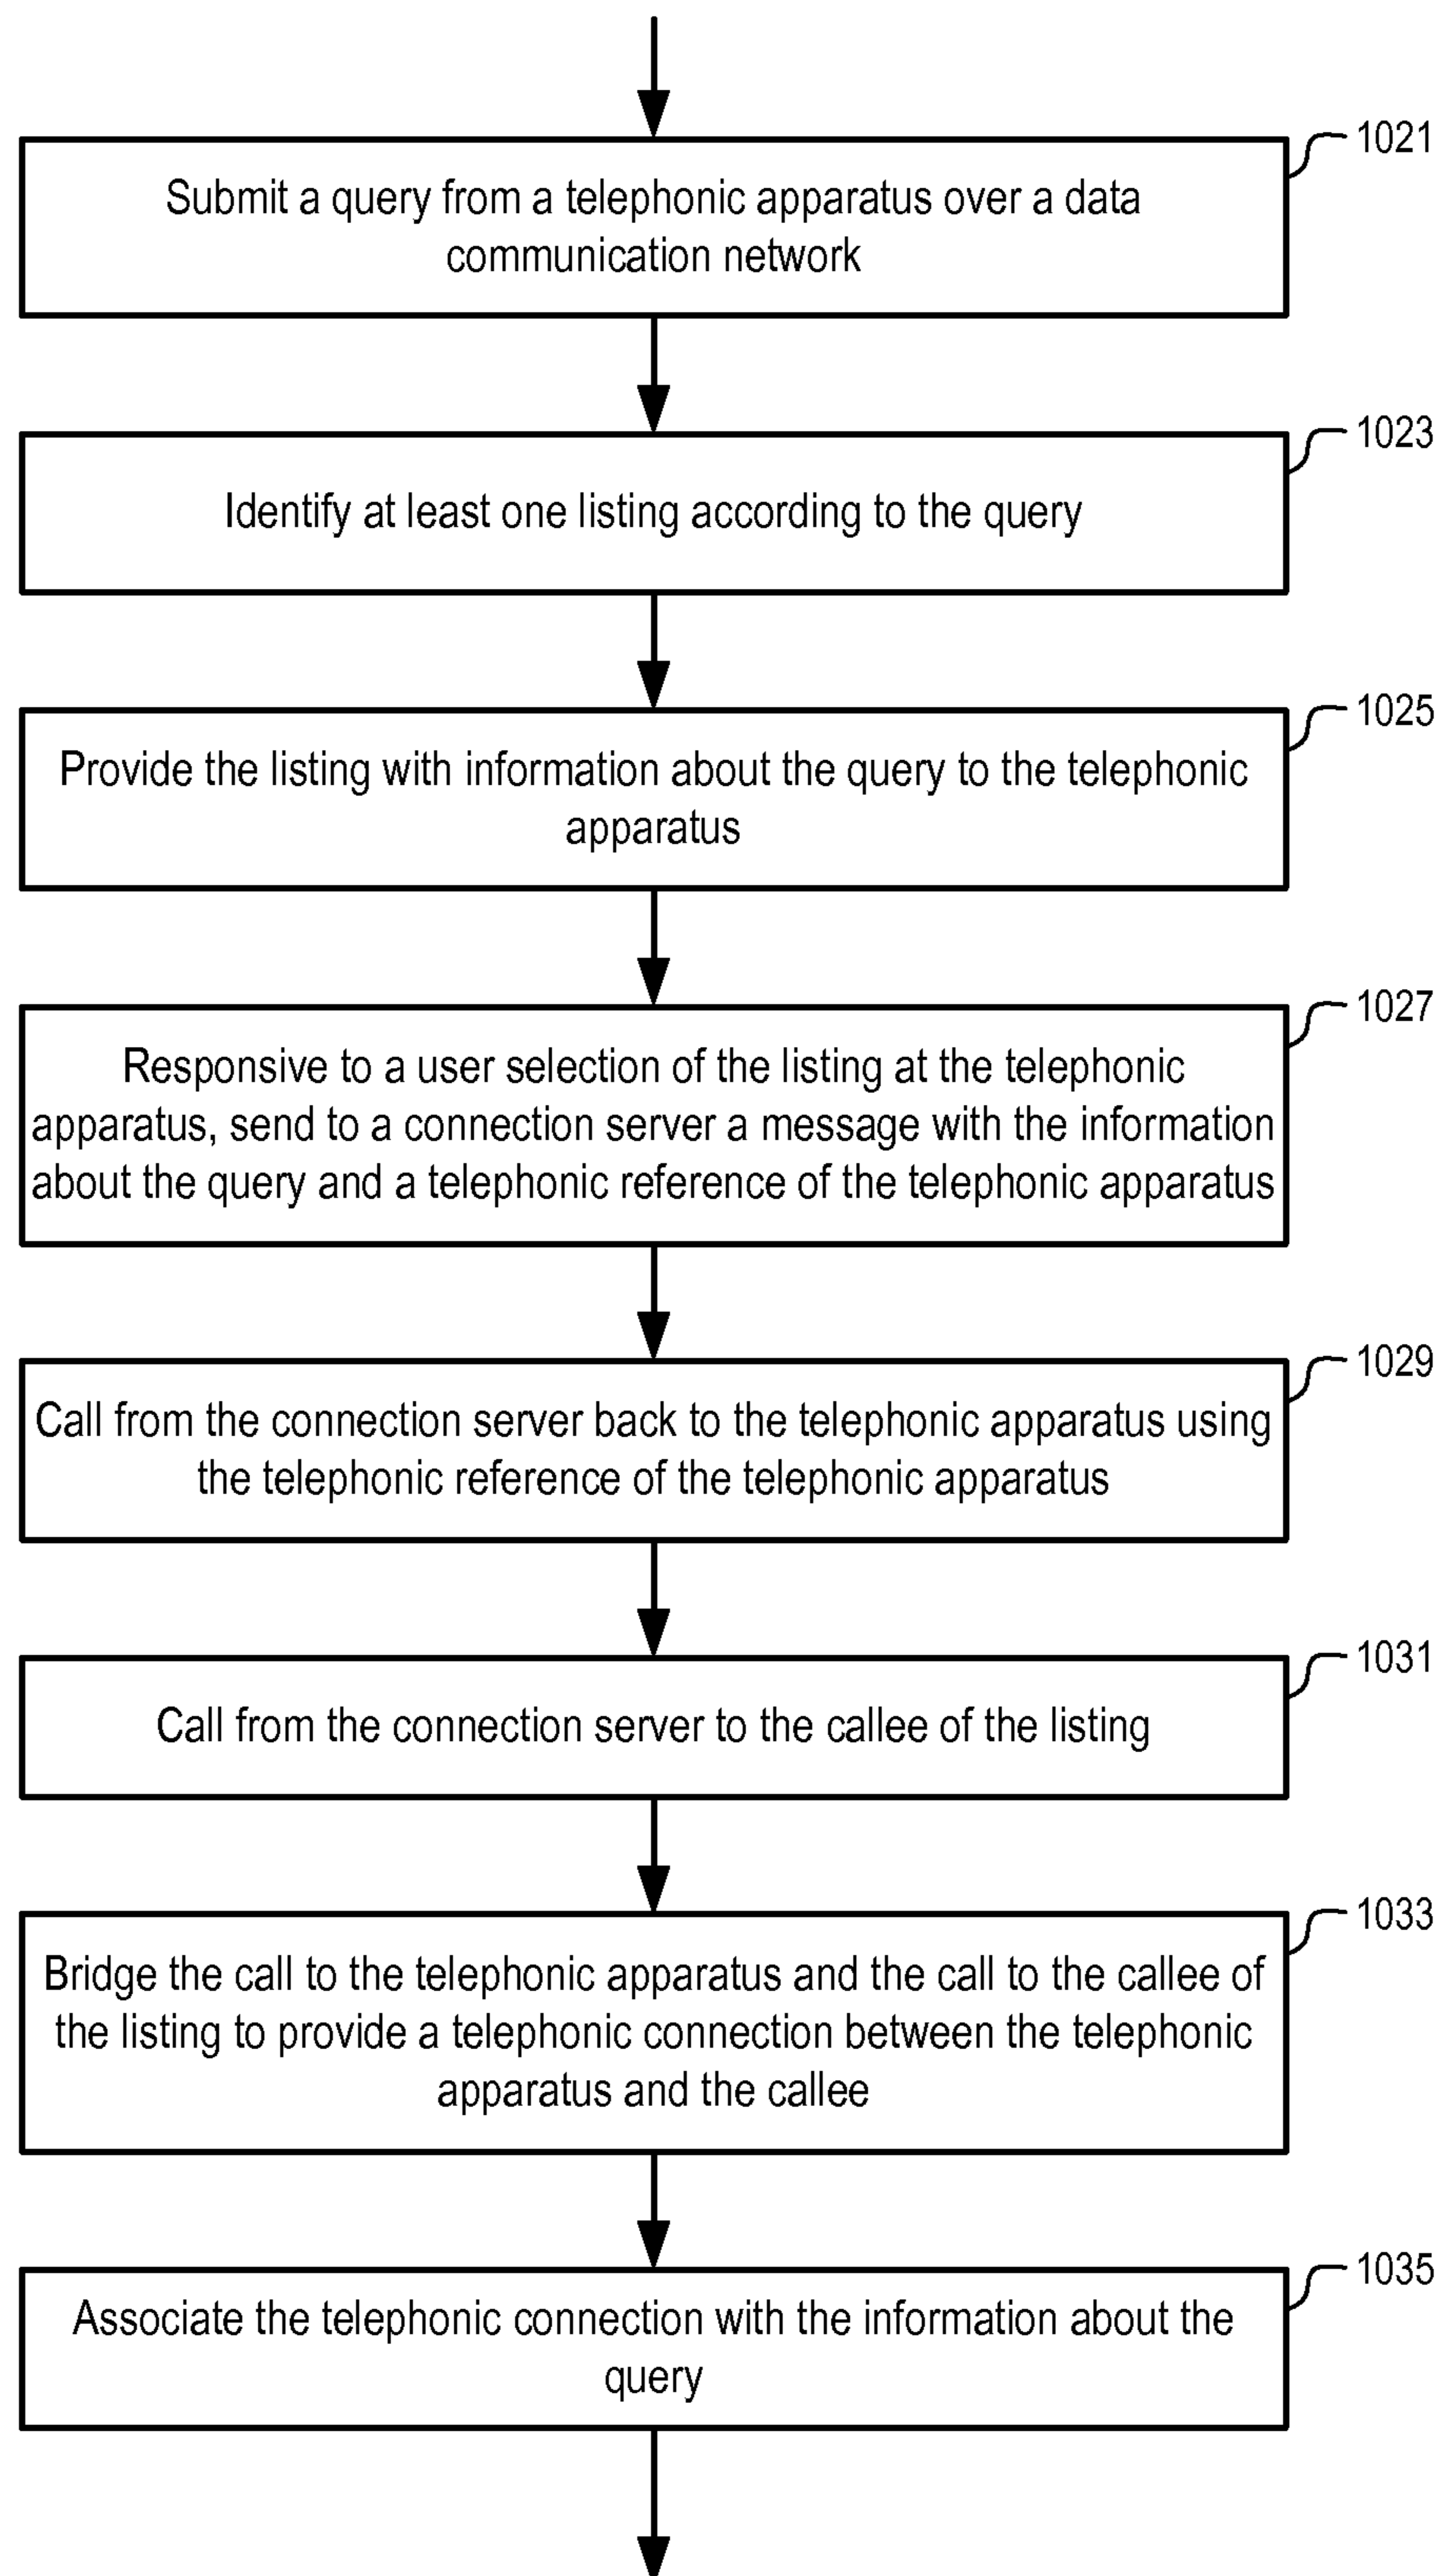 1021
Submit a query from a telephonic apparatus over a data
communication network
1023
Identify at least one listing according to the query
1025
Provide the listing with information about the query to the telephonic
apparatus
1027
Responsive to a user selection of the listing at the telephonic
apparatus, send to a connection server a message with the information
about the query and a telephonic reference of the telephonic apparatus
1029
Call from the connection server back to the telephonic apparatus using
the telephonic reference of the telephonic apparatus
1031
Call from the connection server to the callee of the listing
1033
Bridge the call to the telephonic apparatus and the call to the callee of
the listing to provide a telephonic connection between the telephonic
apparatus and the callee
1035
Associate the telephonic connection with the information about the
query